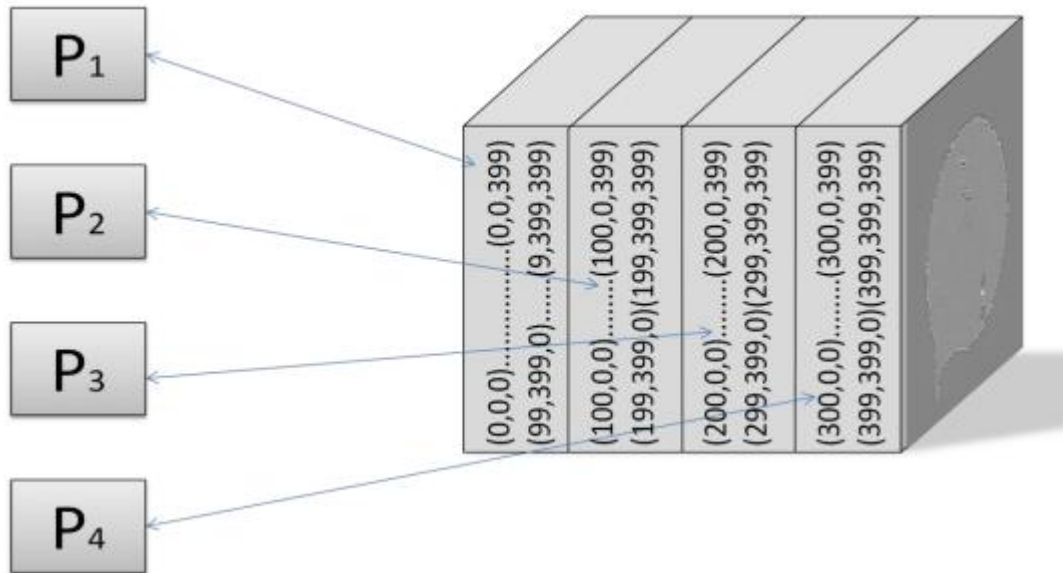 P1
P2
P3
P4
(0,0,0)..............(0,0,399)
(99,399,0)......(9,399,399)
(100,0,0).......(100,0,399)
(199,399,0)(199,399,399)
(200,0,0).......(200,0,399)
(299,399,0)(299,399,399)
(300,0,0).......(300,0,399)
(399,399,0)(399,399,399)